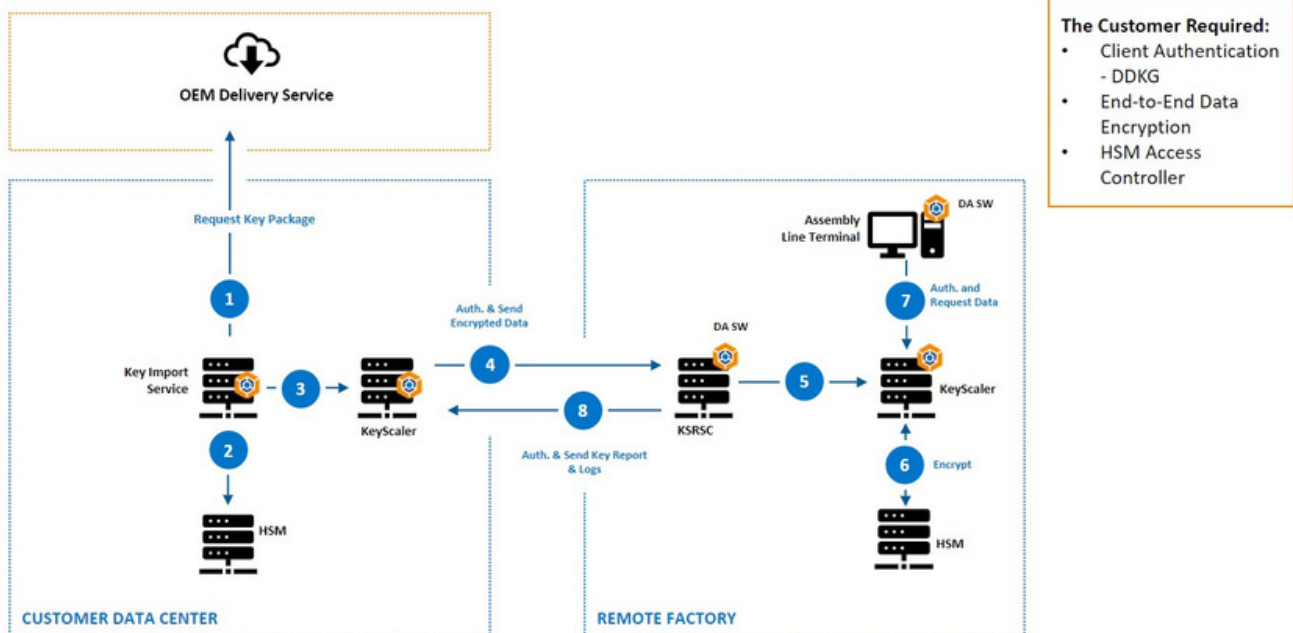 The Customer Required:
• Client Authentication
- DDKG
• End-to-End Data
Encryption
• HSM Access
Controller
OEM Delivery Service
Request Key Package
1
Key Import
Service
2
HSM
3
KeyScaler
CUSTOMER DATA CENTER
Auth. & Send
Encrypted Data
4
8
Auth. & Send Key Report
& Logs
DA SW
KSRSC
5
Assembly
Line Terminal
DA SW
7
Auth. and
Request Data
KeyScaler
6
Encrypt
HSM
REMOTE FACTORY